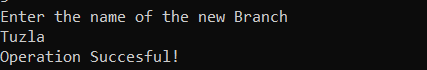 Enter the name of the new Branch
Tuzla
Operation Succesful!